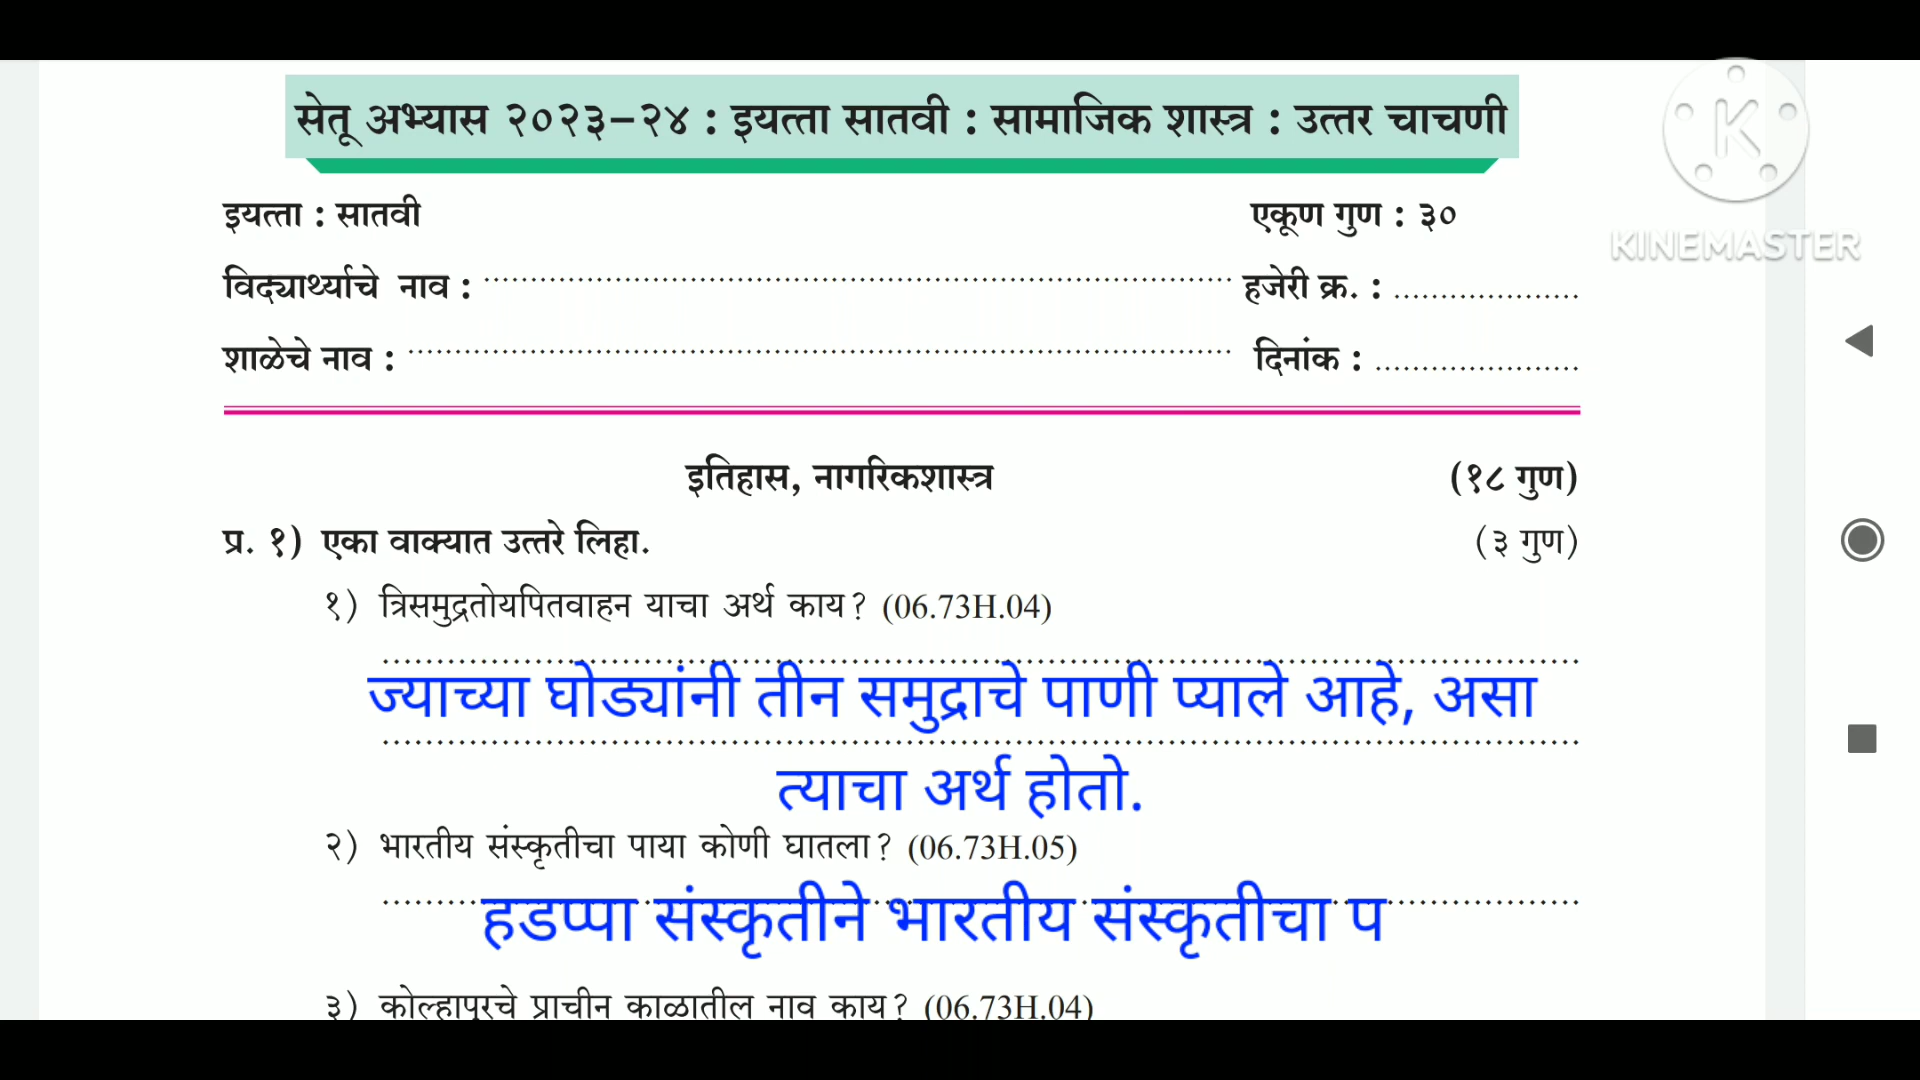 सेतू अभ्यास २०२३–२४ : इयत्ता सातवी : सामाजिक शास्त्र : उत्तर चाचणी
इयत्ता : सातवी एकूण गुण : ३०
विद्यार्थ्याचे नाव : हजेरी क्र. :
शाळेचे नाव : दिनांक :
KINEMASTER
इतिहास, नागरिकशास्त्र (१८ गुण)
प्र. १) एका वाक्यात उत्तरे लिहा. (३ गुण)
१) त्रिसमुद्रतोयपितवाहन याचा अर्थ काय? (06.73H.04)
ज्याच्या घोड्यांनी तीन समुद्राचे पाणी प्याले आहे, असा
त्याचा अर्थ होतो.
२) भारतीय संस्कृतीचा पाया कोणी घातला? (06.73H.05)
हडप्पा संस्कृतीने भारतीय संस्कृतीचा प
३) कोल्हापूरचे प्राचीन काळातील नाव काय? (06.73H.04)